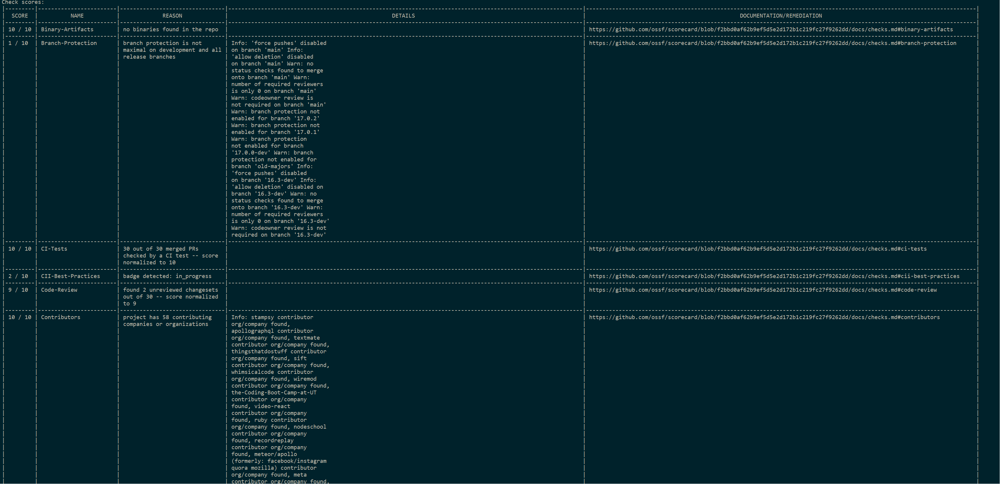 Check scores:
SCORE | NAME | REASON | DETAILS | DOCUMENTATION/REMEDIATION
10 / 10 | Binary-Artifacts | no binaries found in the repo | | https://github.com/ossf/scorecard/blob/f2bbd0af62b9ef5d5e2d172b1c219fc27f9262dd/docs/checks.md#binary-artifacts
1 / 10 | Branch-Protection | branch protection is not | Info: 'force pushes' disabled | https://github.com/ossf/scorecard/blob/f2bbd0af62b9ef5d5e2d172b1c219fc27f9262dd/docs/checks.md#branch-protection
maximal on development and all | on branch 'main' Info:
release branches | 'allow deletion' disabled
on branch 'main' Warn: no
status checks found to merge
onto branch 'main' Warn:
number of required reviewers
is only 0 on branch 'main'
Warn: codeowner review is
not required on branch 'main'
Warn: branch protection not
enabled for branch '17.0.2'
Warn: branch protection not
enabled for branch '17.0.1'
Warn: branch protection
not enabled for branch
'17.0.0-dev' Warn: branch
protection not enabled for
branch 'old-majors' Info:
'force pushes' disabled
on branch '16.3-dev' Info:
'allow deletion' disabled on
branch '16.3-dev' Warn: no
status checks found to merge
onto branch '16.3-dev' Warn:
number of required reviewers
is only 0 on branch '16.3-dev'
Warn: codeowner review is not
required on branch '16.3-dev'
10 / 10 | CI-Tests | 30 out of 30 merged PRs | | https://github.com/ossf/scorecard/blob/f2bbd0af62b9ef5d5e2d172b1c219fc27f9262dd/docs/checks.md#ci-tests
checked by a CI test -- score
normalized to 10
2 / 10 | CII-Best-Practices | badge detected: in_progress | | https://github.com/ossf/scorecard/blob/f2bbd0af62b9ef5d5e2d172b1c219fc27f9262dd/docs/checks.md#cii-best-practices
9 / 10 | Code-Review | found 2 unreviewed changesets | | https://github.com/ossf/scorecard/blob/f2bbd0af62b9ef5d5e2d172b1c219fc27f9262dd/docs/checks.md#code-review
out of 30 -- score normalized
to 9
10 / 10 | Contributors | project has 58 contributing | Info: stampsy contributor | https://github.com/ossf/scorecard/blob/f2bbd0af62b9ef5d5e2d172b1c219fc27f9262dd/docs/checks.md#contributors
companies or organizations | org/company found,
apollographql contributor
org/company found, textmate
contributor org/company found,
thingsthatdostuff contributor
org/company found, sift
contributor org/company found,
whimsicalcode contributor
org/company found, wiremod
contributor org/company found,
the-Coding-Boot-Camp-at-UT
contributor org/company
found, video-react
contributor org/company
found, ruby contributor
org/company found, nodeschool
contributor org/company
found, recordreplay
contributor org/company
found, meteor/apollo
(formerly: facebook/instagram
quora mozilla) contributor
org/company found, meta
contributor org/company found,